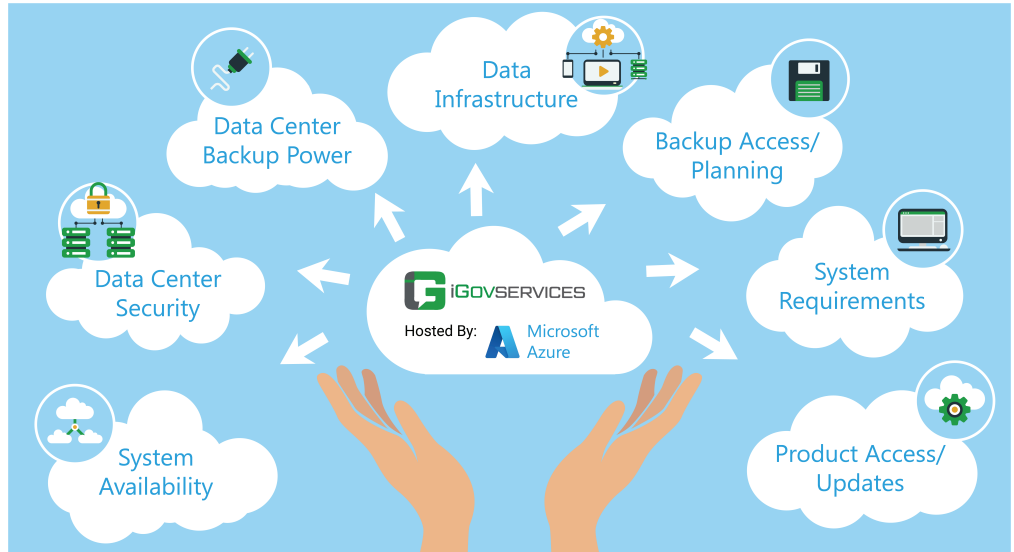 Data
Infrastructure
Data Center
Backup Power
Backup Access/
Planning
Data Center
Security
iGovServices
Hosted By:
Microsoft
Azure
System
Requirements
System
Availability
Product Access/
Updates